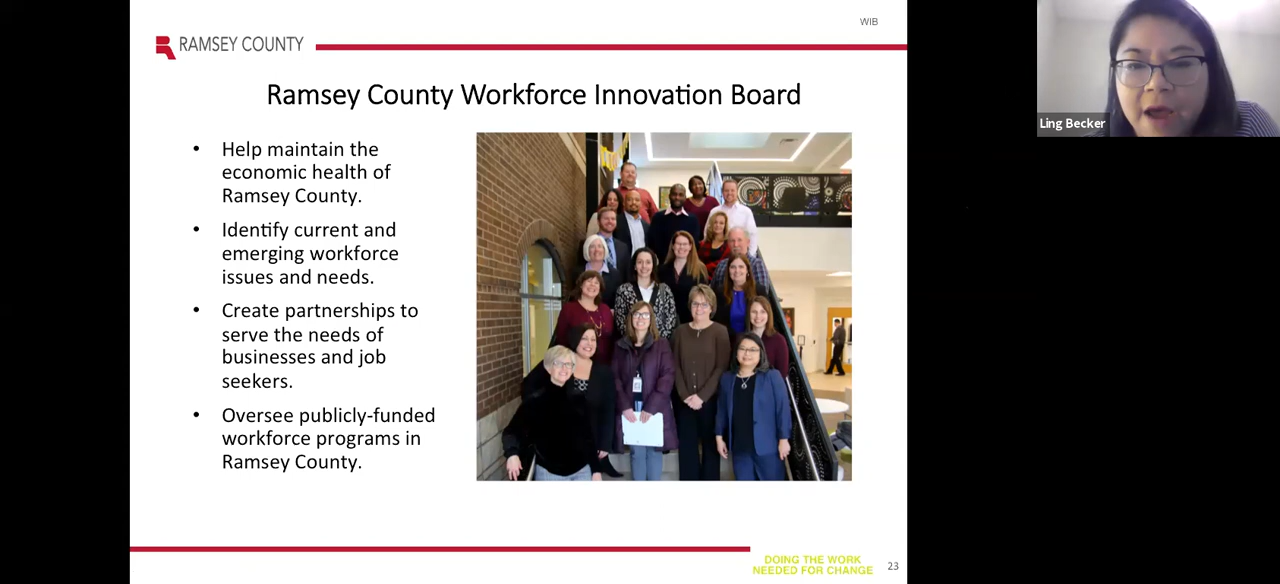 WIB
RAMSEY COUNTY
Ramsey County Workforce Innovation Board
• Help maintain the
economic health of
Ramsey County.
• Identify current and
emerging workforce
issues and needs.
• Create partnerships to
serve the needs of
businesses and job
seekers.
• Oversee publicly-funded
workforce programs in
Ramsey County.
DOING THE WORK
NEEDED FOR CHANGE
23
Ling Becker